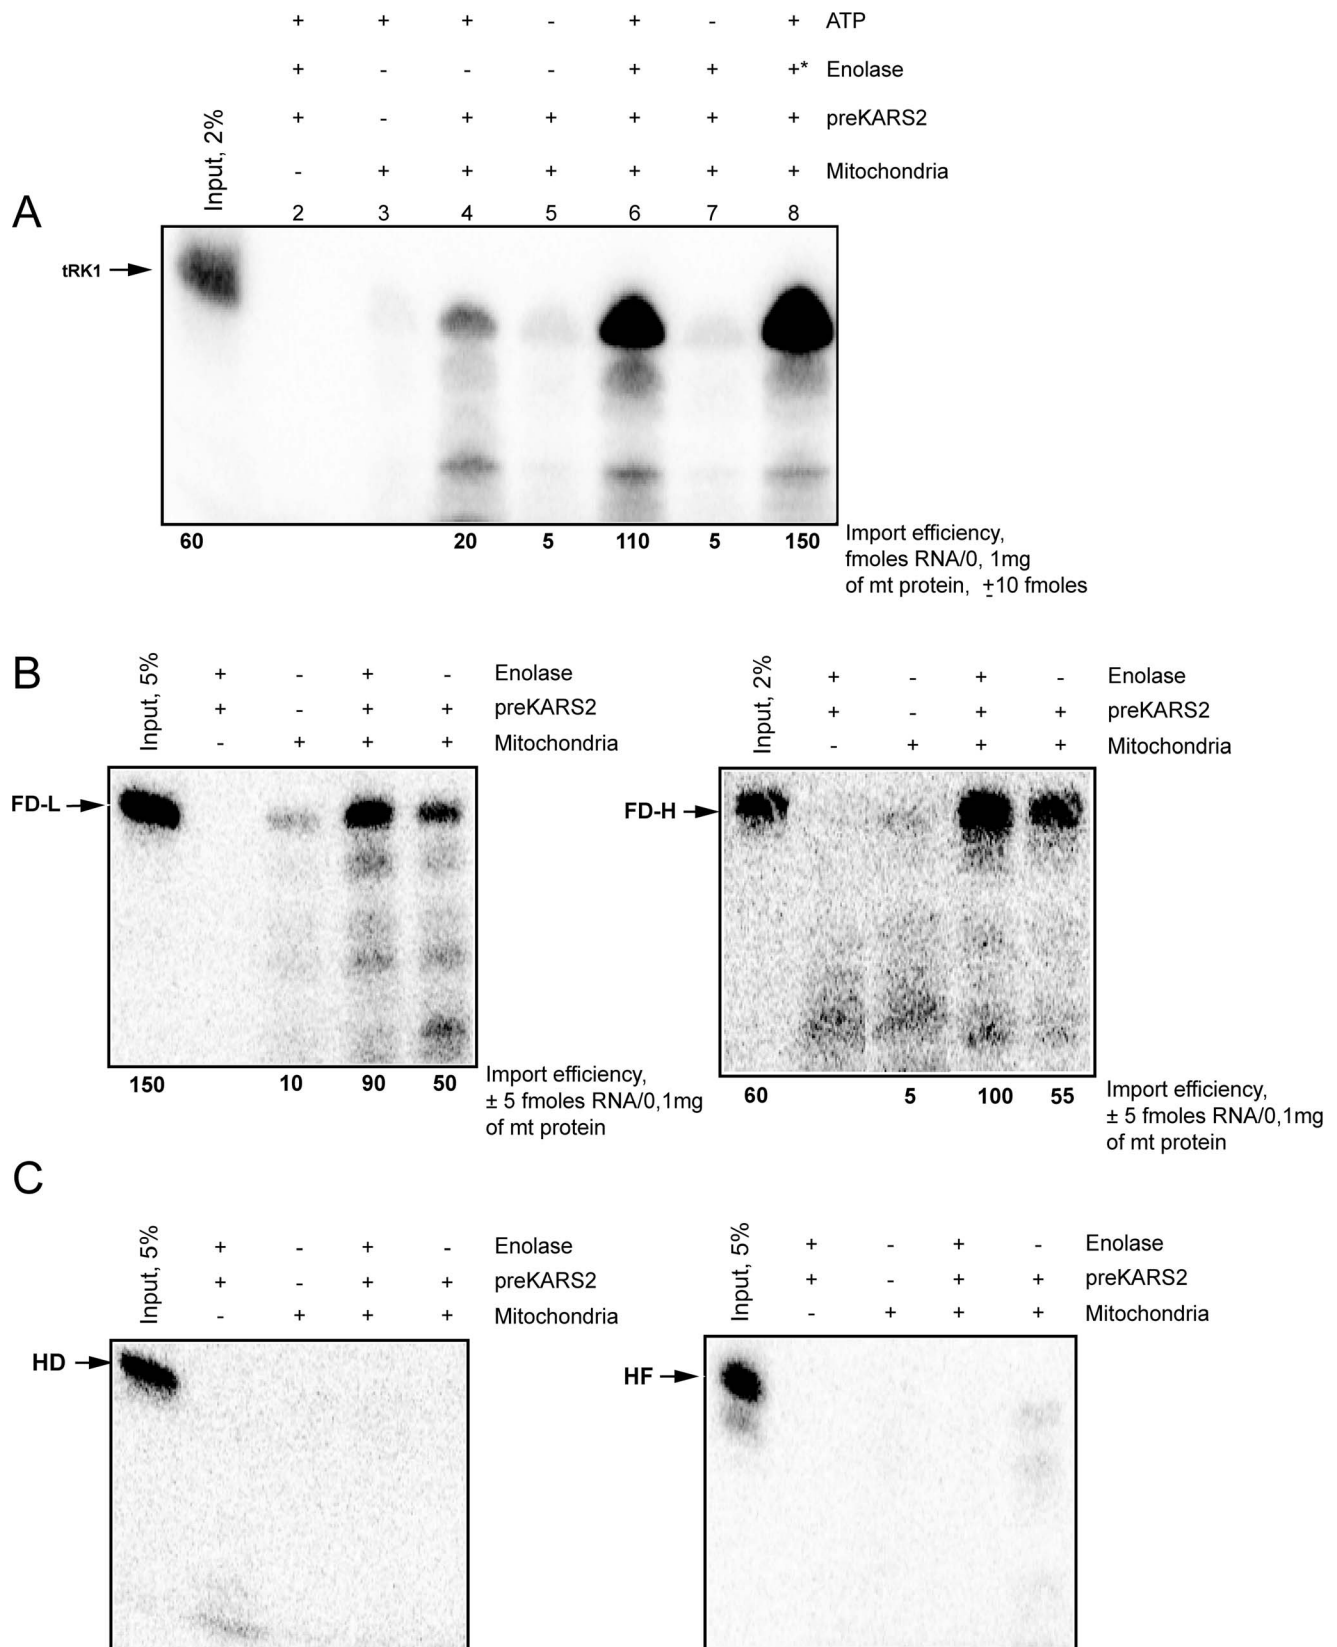 + + + - + - + ATP
+ - - - + + +* Enolase
+ - + + + + + preKARS2
- + + + + + + Mitochondria
Input, 2%
2 3 4 5 6 7 8
A
tRK1
60 20 5 110 5 150
Import efficiency,
fmoles RNA/0, 1mg
of mt protein, ±10 fmoles
B
Input, 5%
+ - + - Enolase
+ - + + preKARS2
- + + + Mitochondria
FD-L
150 10 90 50
Import efficiency,
± 5 fmoles RNA/0,1mg
of mt protein
Input, 2%
+ - + - Enolase
+ - + + preKARS2
- + + + Mitochondria
FD-H
60 5 100 55
Import efficiency,
± 5 fmoles RNA/0,1mg
of mt protein
C
Input, 5%
+ - + - Enolase
+ - + + preKARS2
- + + + Mitochondria
HD
Input, 5%
+ - + - Enolase
+ - + + preKARS2
- + + + Mitochondria
HF